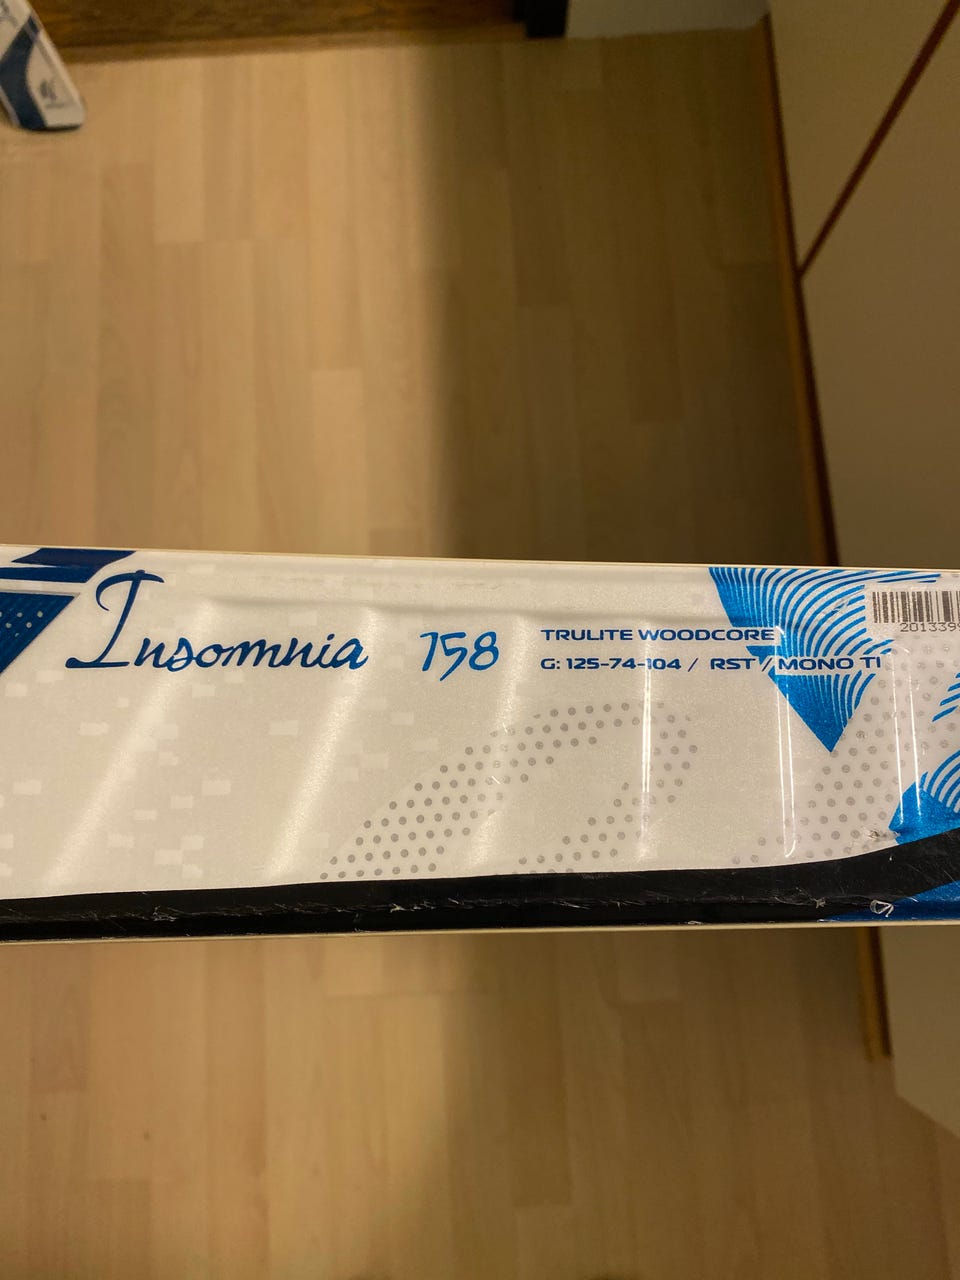 Insomnia 158
TRULITE WOODCORE
G: 125-74-104 / RST / MONO TI